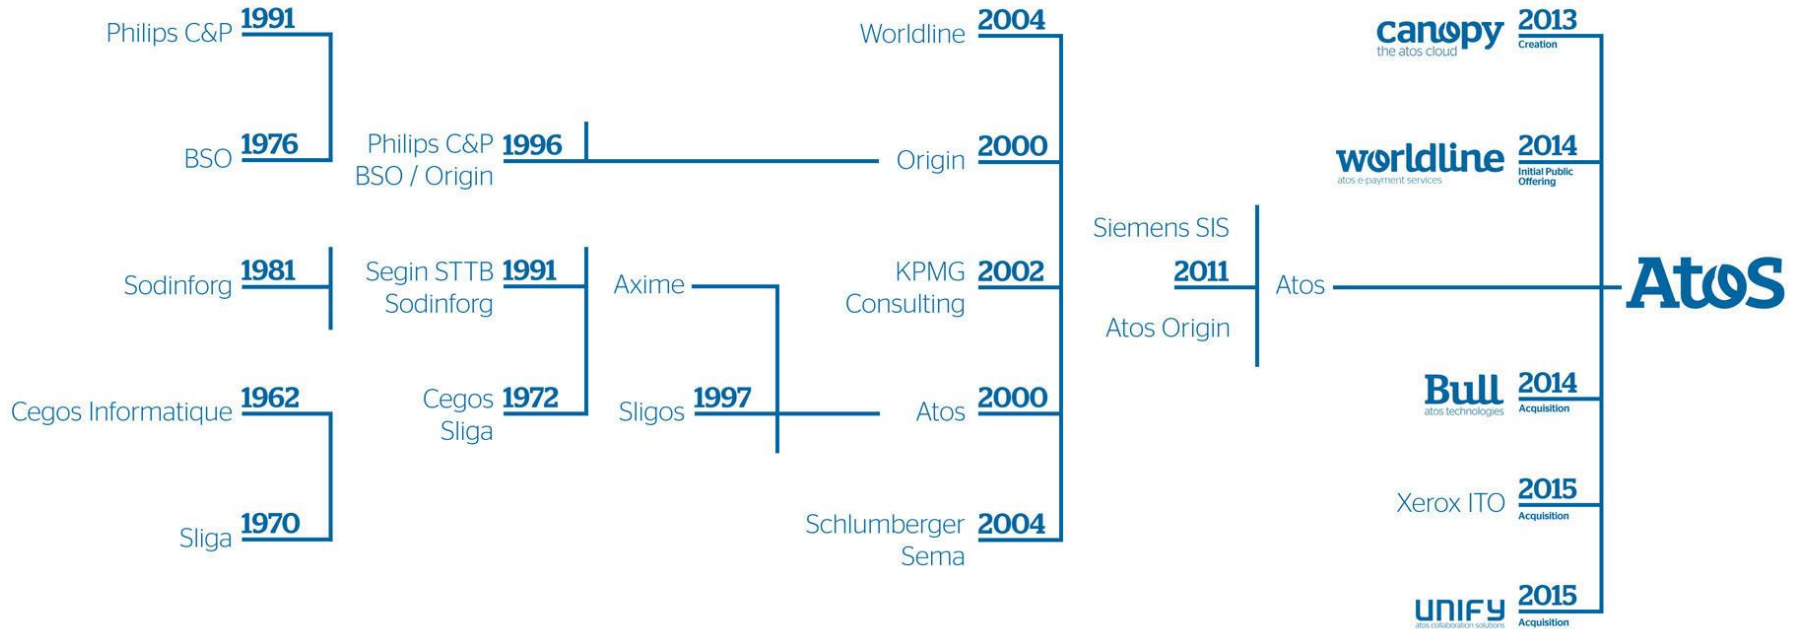 Philips C&P 1991
BSO 1976
Sodinforg 1981
Cegos Informatique 1962
Sliga 1970
Philips C&P 1996
BSO / Origin
Segin STTB 1991
Sodinforg
Cegos 1972
Sliga
Axime
Sligos 1997
Worldline 2004
Origin 2000
KPMG 2002
Consulting
Atos 2000
Schlumberger 2004
Sema
Siemens SIS
2011
Atos Origin
Atos
canopy 2013
the atos cloud Creation
worldline 2014
atos e-payment services Initial Public
Offering
Bull 2014
atos technologies Acquisition
Xerox ITO 2015
Acquisition
UNIFY 2015
atos collaboration solutions Acquisition
Atos